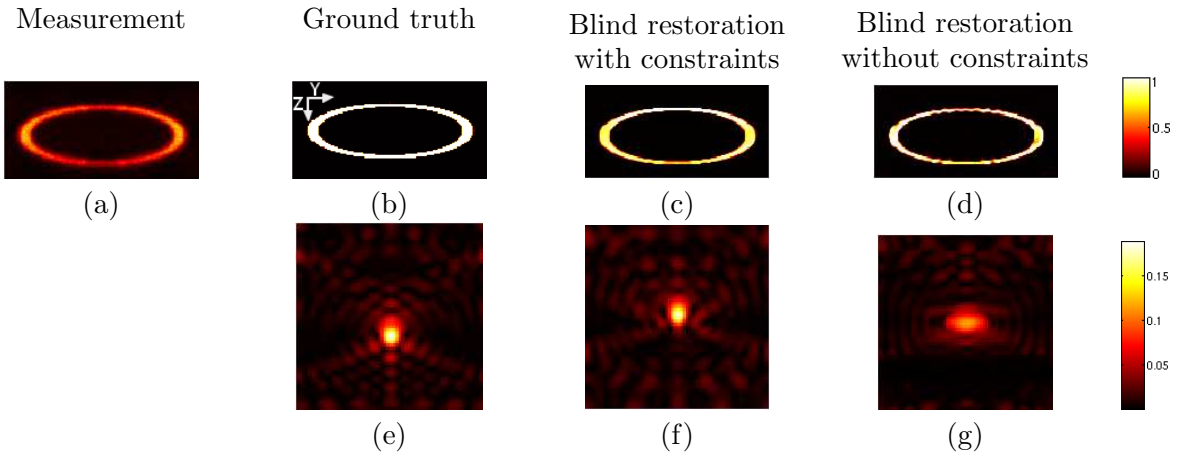 Measurement
Ground truth
Blind restoration
with constraints
Blind restoration
without constraints
Y
Z
1
0.5
0
(a)
(b)
(c)
(d)
0.15
0.1
0.05
(e)
(f)
(g)